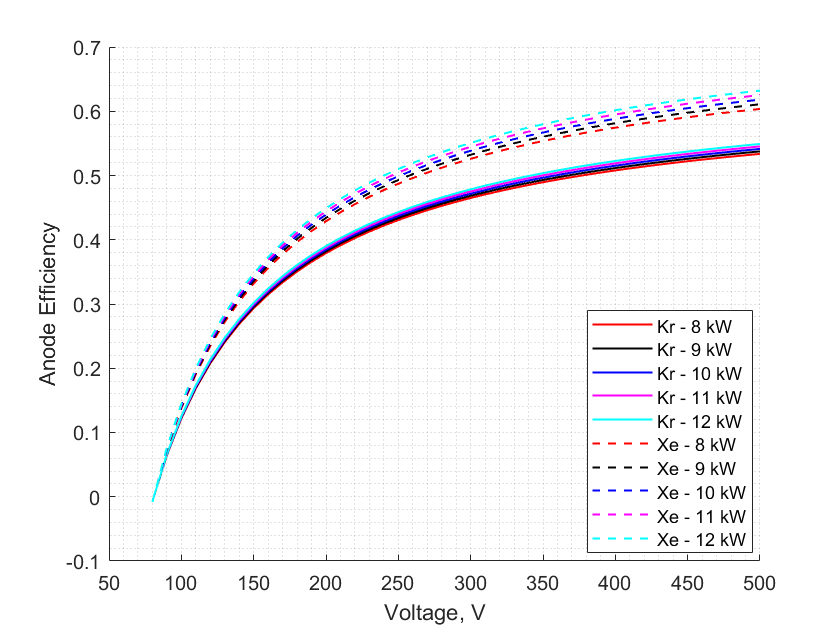 0.7
0.6
0.5
0.4
0.3
0.2
0.1
0
-0.1
Anode Efficiency
50 100 150 200 250 300 350 400 450 500
Voltage, V
Kr - 8 kW
Kr - 9 kW
Kr - 10 kW
Kr - 11 kW
Kr - 12 kW
Xe - 8 kW
Xe - 9 kW
Xe - 10 kW
Xe - 11 kW
Xe - 12 kW